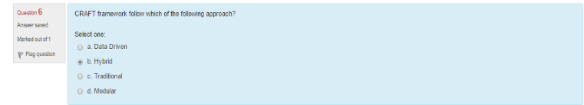 Question 6
Answer saved
Marked out of 1
Flag question
CRAFT framework follow which of the following approach?
Select one:
a. Data Driven
b. Hybrid
c. Traditional
d. Modular